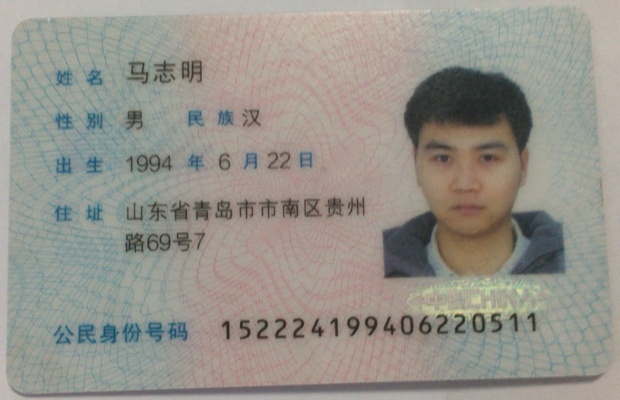 姓名 马志明
性别 男 民族 汉
出生 1994 年 6 月 22 日
住址 山东省青岛市市南区贵州
路69号7
公民身份号码 152224199406220511